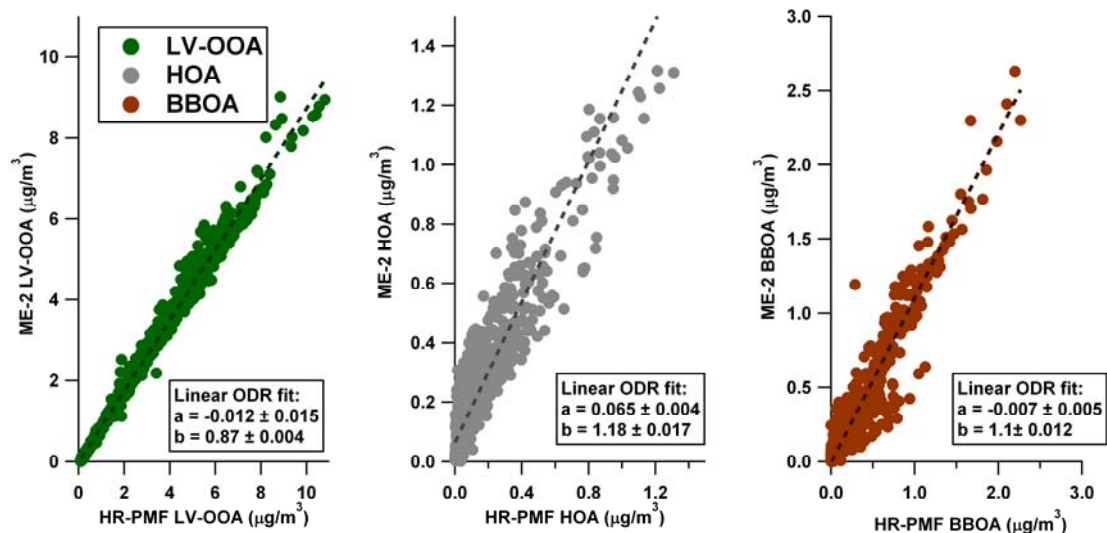 LV-OOA
HOA
BBOA
ME-2 LV-OOA (µg/m³)
10
8
6
4
2
0
Linear ODR fit:
a = -0.012 ± 0.015
b = 0.87 ± 0.004
0 2 4 6 8 10
HR-PMF LV-OOA (µg/m³)
ME-2 HOA (µg/m³)
1.4
1.2
1.0
0.8
0.6
0.4
0.2
0.0
Linear ODR fit:
a = 0.065 ± 0.004
b = 1.18 ± 0.017
0.0 0.4 0.8 1.2
HR-PMF HOA (µg/m³)
ME-2 BBOA (µg/m³)
3.0
2.5
2.0
1.5
1.0
0.5
0.0
Linear ODR fit:
a = -0.007 ± 0.005
b = 1.1± 0.012
0.0 1.0 2.0 3.0
HR-PMF BBOA (µg/m³)